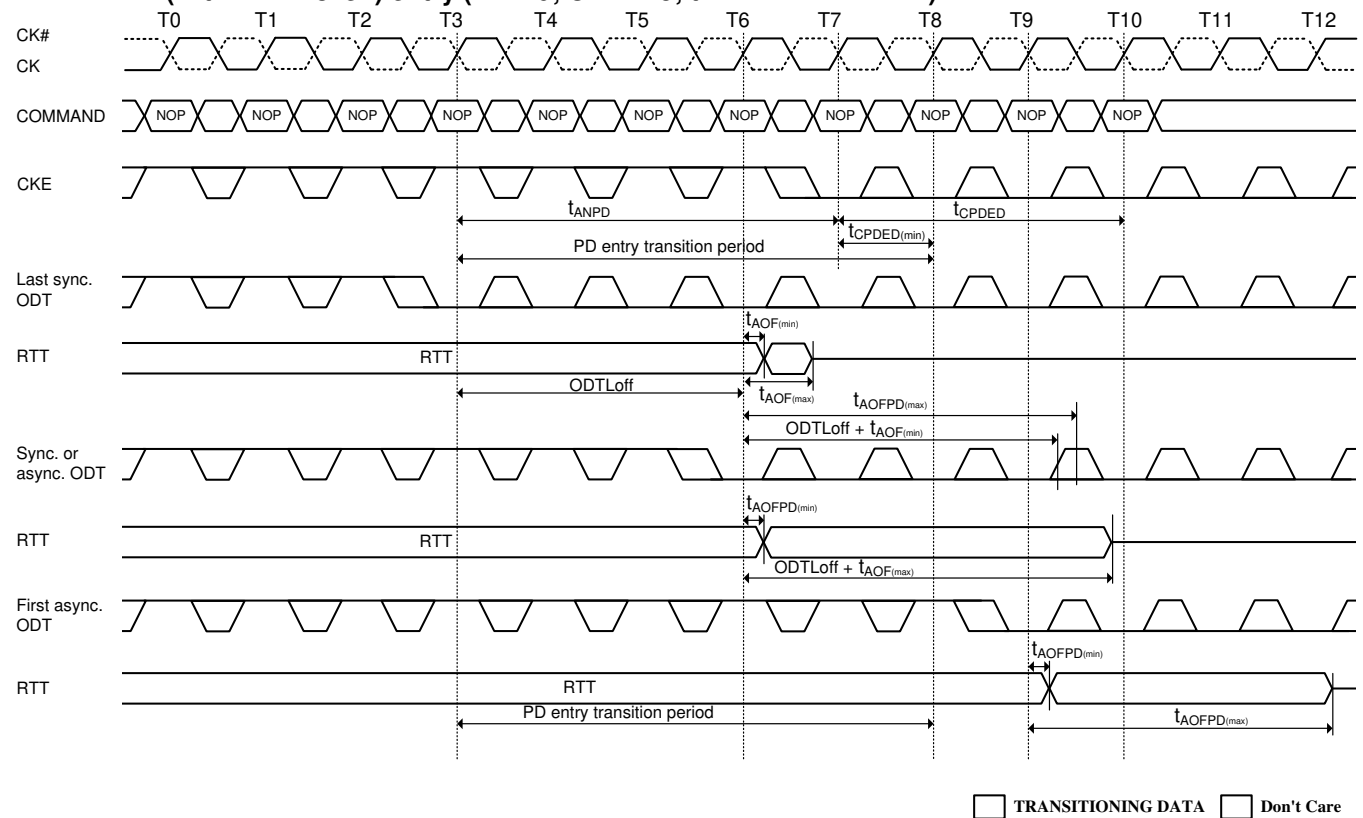 T0 T1 T2 T3 T4 T5 T6 T7 T8 T9 T10 T11 T12
CK#
CK
COMMAND NOP NOP NOP NOP NOP NOP NOP NOP NOP NOP NOP
CKE
tANPD tCPDED
tCPDED(min)
PD entry transition period
Last sync.
ODT
tAOF(min)
RTT RTT
ODTLoff
tAOF(max)
tAOFPD(max)
ODTLoff + tAOF(min)
Sync. or
async. ODT
tAOFPD(min)
RTT RTT
ODTLoff + tAOF(max)
First async.
ODT
tAOFPD(min)
RTT RTT
PD entry transition period
tAOFPD(max)
TRANSITIONING DATA Don't Care